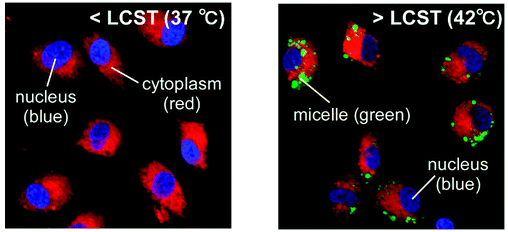 < LCST (37 ℃)
nucleus
(blue)
cytoplasm
(red)
> LCST (42℃)
micelle (green)
nucleus
(blue)